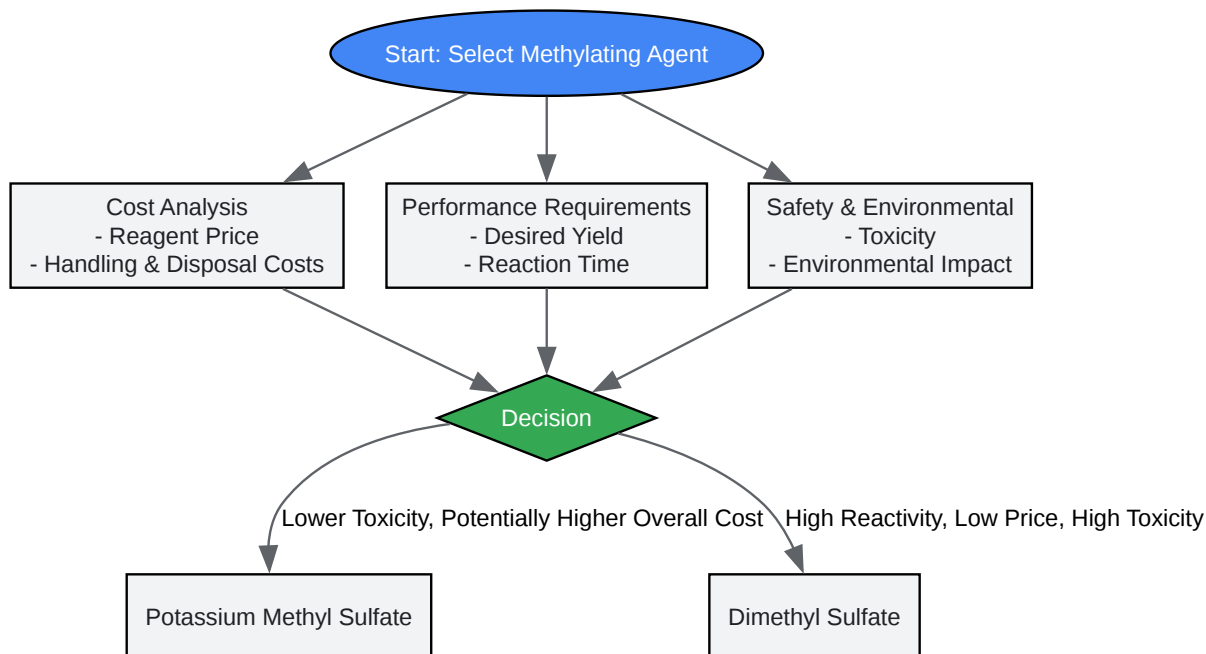 Start: Select Methylating Agent
Cost Analysis
- Reagent Price
- Handling & Disposal Costs
Performance Requirements
- Desired Yield
- Reaction Time
Safety & Environmental
- Toxicity
- Environmental Impact
Decision
Lower Toxicity, Potentially Higher Overall Cost
High Reactivity, Low Price, High Toxicity
Potassium Methyl Sulfate
Dimethyl Sulfate